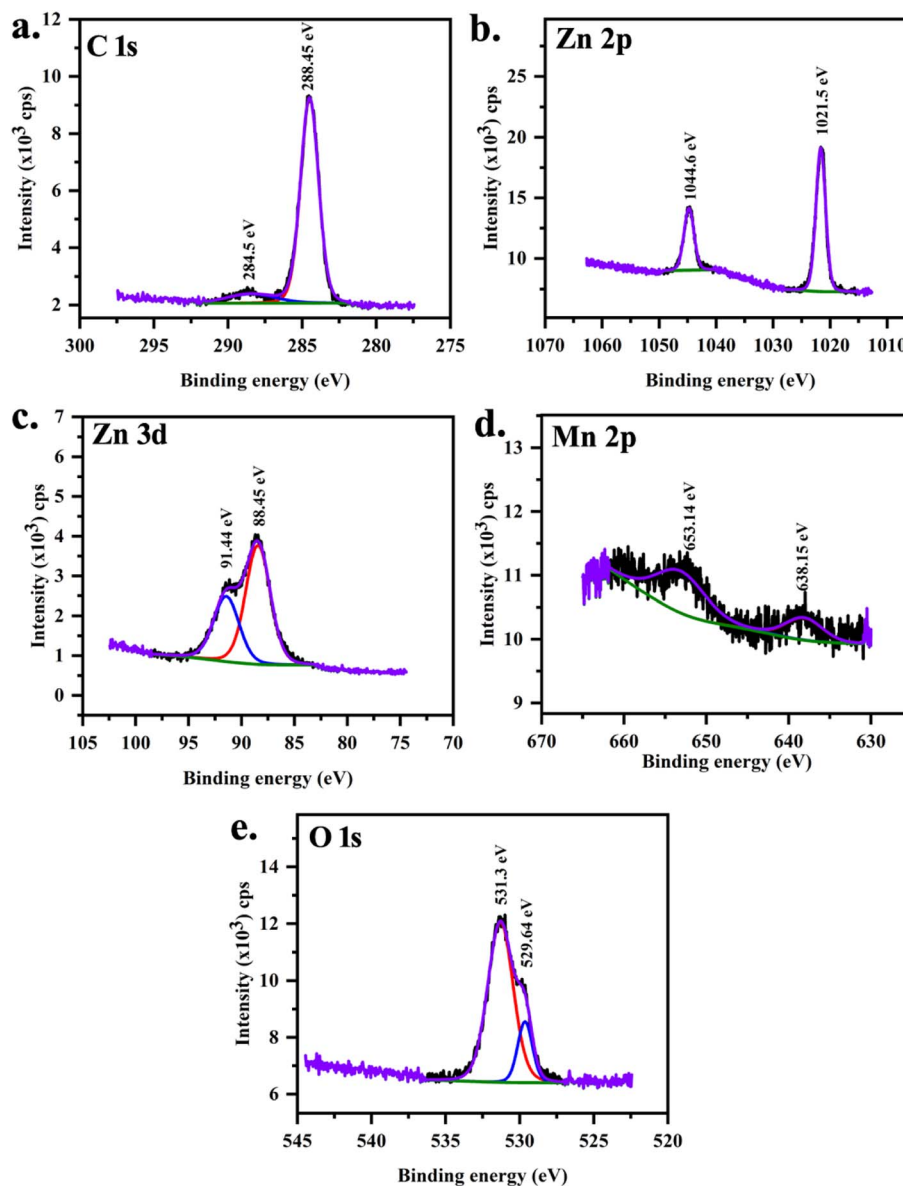 a.
C 1s
288.45 eV
284.5 eV
Intensity (x10³ cps)
12
10
8
6
4
2
300
295
290
285
280
275
Binding energy (eV)
b.
Zn 2p
1044.6 eV
1021.5 eV
Intensity (x10³) cps
25
20
15
10
1070
1060
1050
1040
1030
1020
1010
Binding energy (eV)
c.
Zn 3d
91.44 eV
88.45 eV
Intensity (x10³) cps
7
6
5
4
3
2
1
0
105
100
95
90
85
80
75
70
Binding energy (eV)
d.
Mn 2p
653.14 eV
638.15 eV
Intensity (x10³) cps
13
12
11
10
9
670
660
650
640
630
Binding energy (eV)
e.
O 1s
531.3 eV
529.64 eV
Intensity (x10³) cps
14
12
10
8
6
545
540
535
530
525
520
Binding energy (eV)